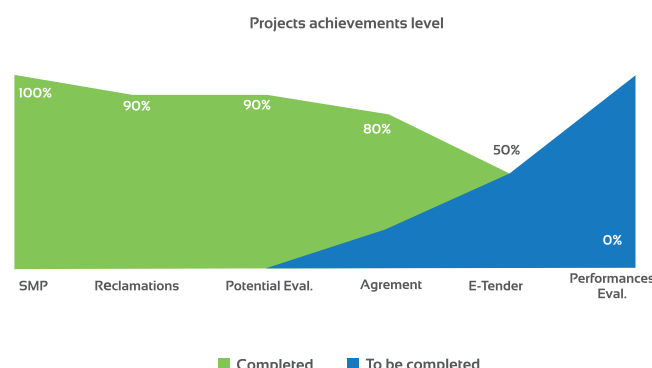 Projects achievements level
100%
90%
90%
80%
50%
0%
SMP
Reclamations
Potential Eval.
Agrement
E-Tender
Performances
Eval.
Completed
To be completed